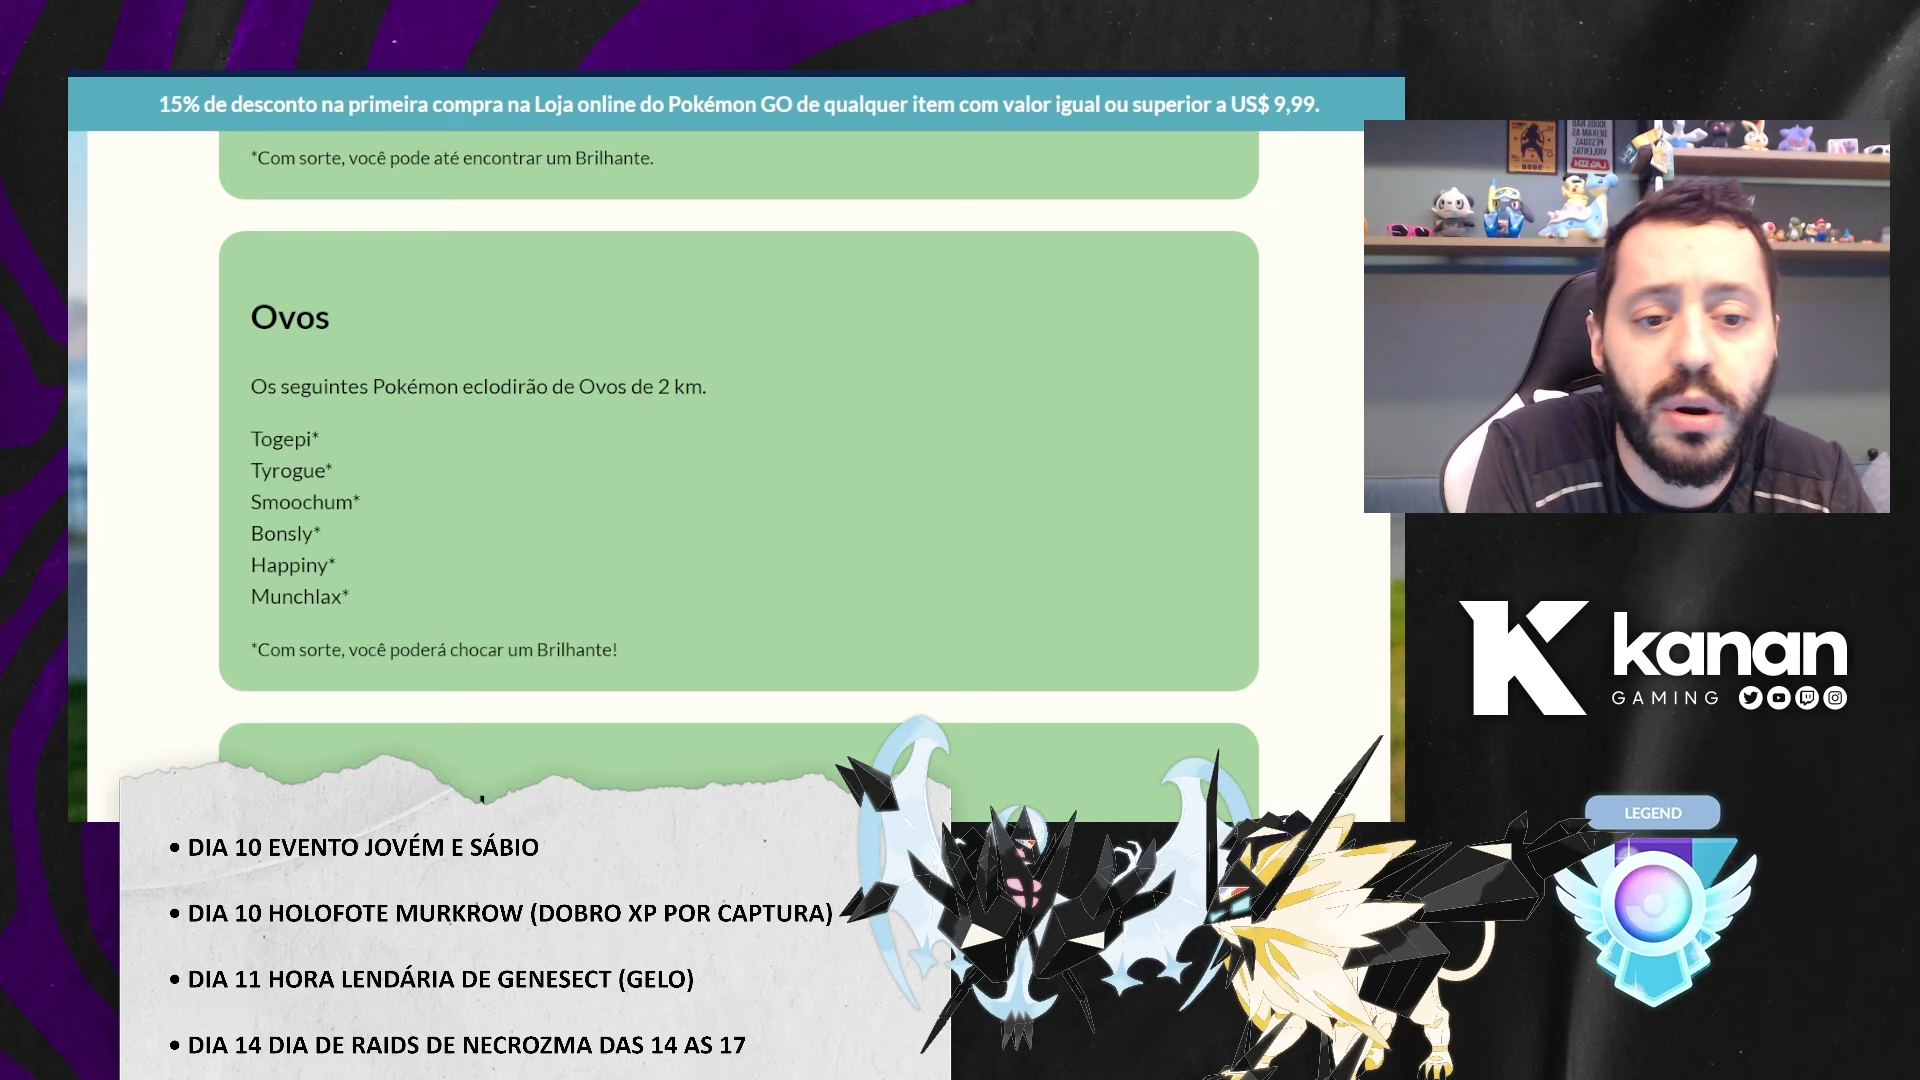 15% de desconto na primeira compra na Loja online do Pokémon GO de qualquer item com valor igual ou superior a US$ 9,99.
*Com sorte, você pode até encontrar um Brilhante.
Ovos
Os seguintes Pokémon eclodirão de Ovos de 2 km.
Togepi*
Tyrogue*
Smoochum*
Bonsly*
Happiny*
Munchlax*
*Com sorte, você poderá chocar um Brilhante!
kanan
GAMING
LEGEND
• DIA 10 EVENTO JOVÉM E SÁBIO
• DIA 10 HOLOFOTE MURKROW (DOBRO XP POR CAPTURA)
• DIA 11 HORA LENDÁRIA DE GENESECT (GELO)
• DIA 14 DIA DE RAIDS DE NECROZMA DAS 14 AS 17